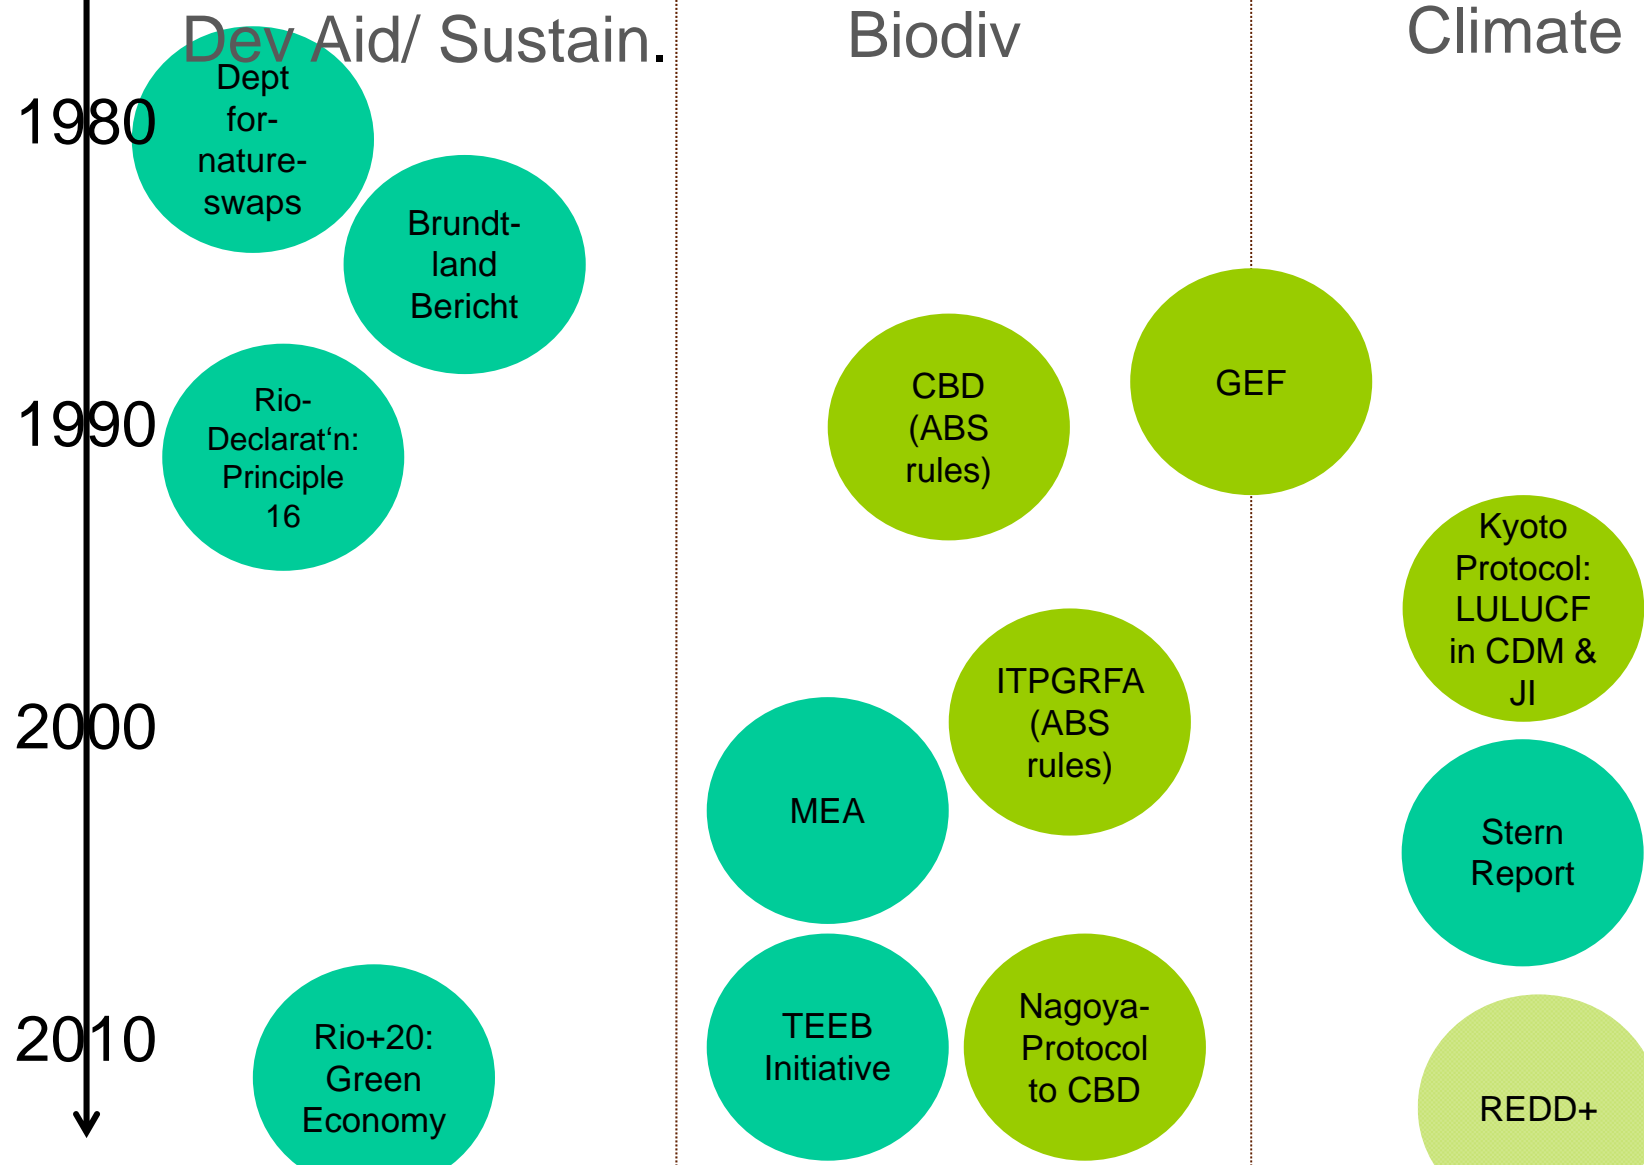 Dev Aid/ Sustain.
Biodiv
Climate
1980
Dept
for-
nature-
swaps
Brundt-
land
Bericht
1990
Rio-
Declarat‘n:
Principle
16
CBD
(ABS
rules)
GEF
Kyoto
Protocol:
LULUCF
in CDM &
JI
2000
ITPGRFA
(ABS
rules)
MEA
Stern
Report
2010
Rio+20:
Green
Economy
TEEB
Initiative
Nagoya-
Protocol
to CBD
REDD+